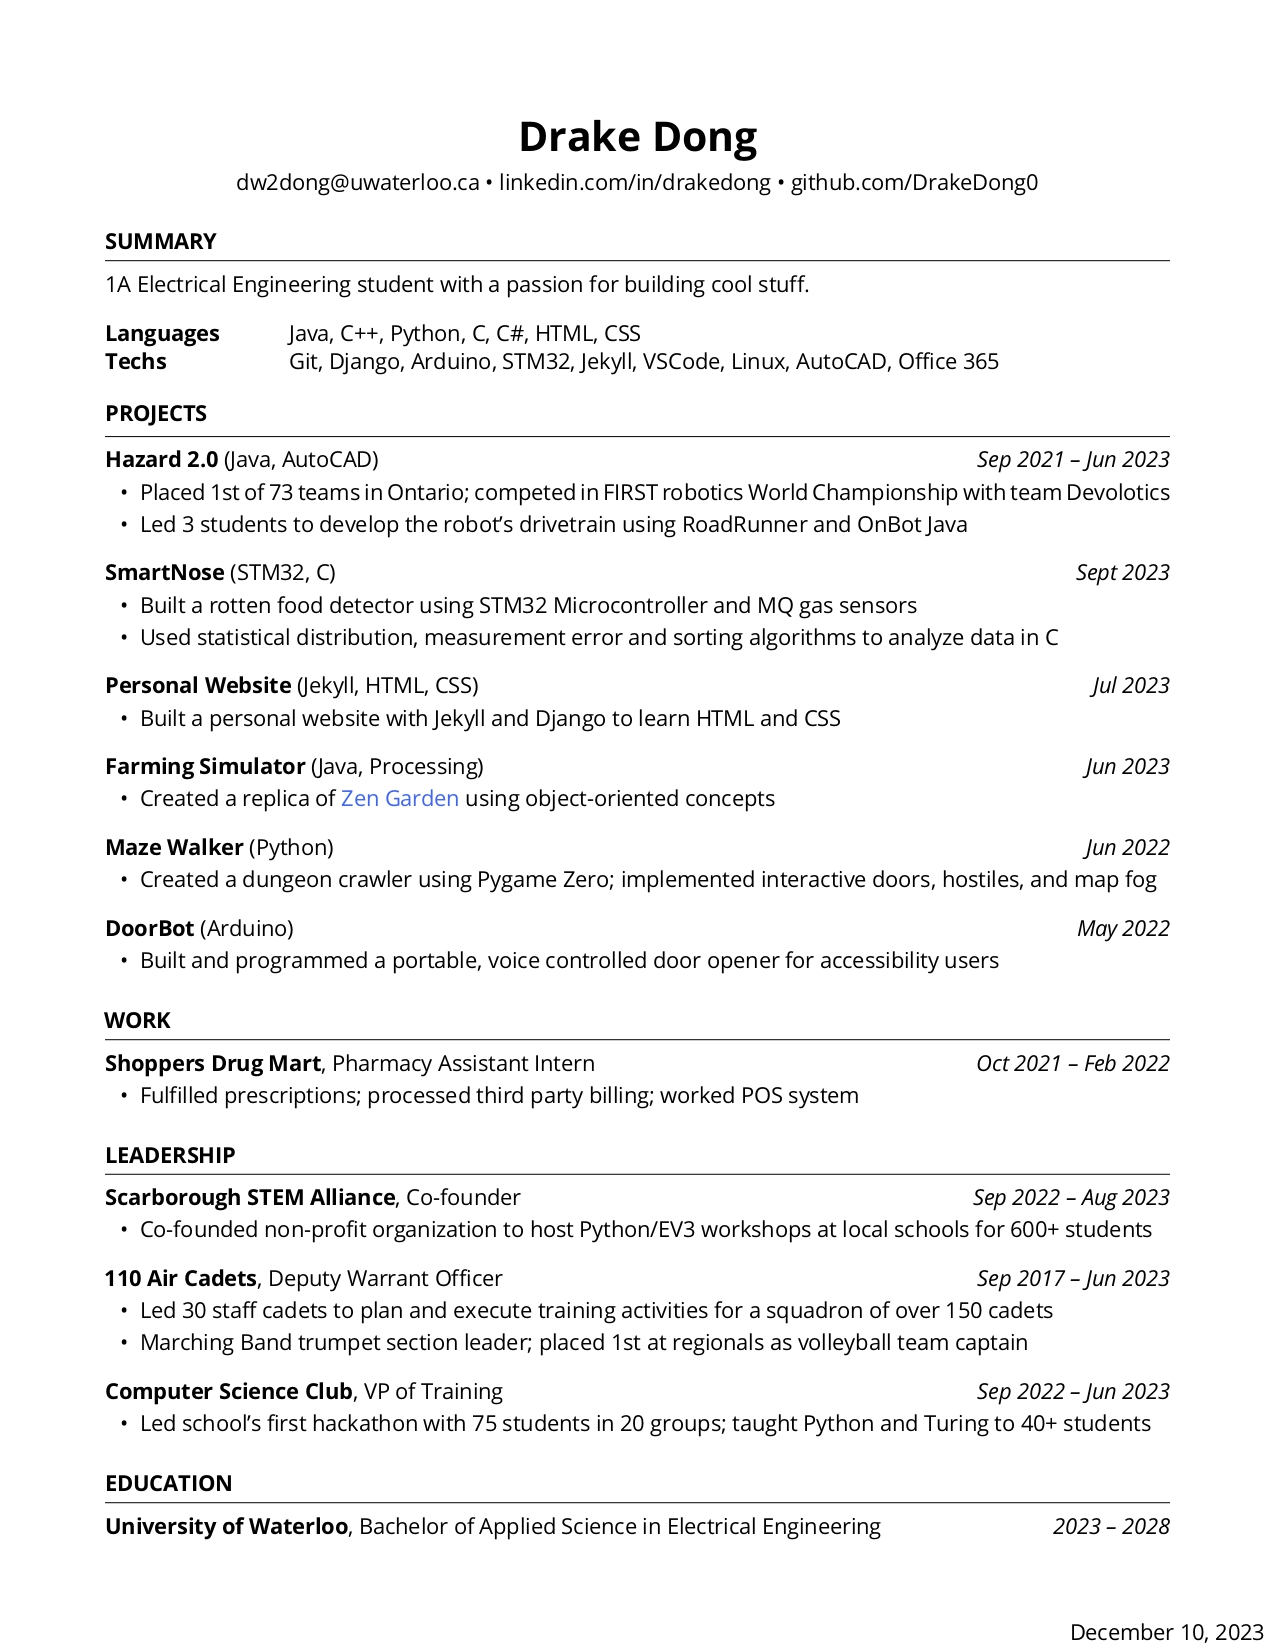 Drake Dong
dw2dong@uwaterloo.ca • linkedin.com/in/drakedong • github.com/DrakeDong0
SUMMARY
1A Electrical Engineering student with a passion for building cool stuff.
Languages Java, C++, Python, C, C#, HTML, CSS
Techs Git, Django, Arduino, STM32, Jekyll, VSCode, Linux, AutoCAD, Office 365
PROJECTS
Hazard 2.0 (Java, AutoCAD) Sep 2021 – Jun 2023
• Placed 1st of 73 teams in Ontario; competed in FIRST robotics World Championship with team Devolotics
• Led 3 students to develop the robot’s drivetrain using RoadRunner and OnBot Java
SmartNose (STM32, C) Sept 2023
• Built a rotten food detector using STM32 Microcontroller and MQ gas sensors
• Used statistical distribution, measurement error and sorting algorithms to analyze data in C
Personal Website (Jekyll, HTML, CSS) Jul 2023
• Built a personal website with Jekyll and Django to learn HTML and CSS
Farming Simulator (Java, Processing) Jun 2023
• Created a replica of Zen Garden using object-oriented concepts
Maze Walker (Python) Jun 2022
• Created a dungeon crawler using Pygame Zero; implemented interactive doors, hostiles, and map fog
DoorBot (Arduino) May 2022
• Built and programmed a portable, voice controlled door opener for accessibility users
WORK
Shoppers Drug Mart, Pharmacy Assistant Intern Oct 2021 – Feb 2022
• Fulfilled prescriptions; processed third party billing; worked POS system
LEADERSHIP
Scarborough STEM Alliance, Co-founder Sep 2022 – Aug 2023
• Co-founded non-profit organization to host Python/EV3 workshops at local schools for 600+ students
110 Air Cadets, Deputy Warrant Officer Sep 2017 – Jun 2023
• Led 30 staff cadets to plan and execute training activities for a squadron of over 150 cadets
• Marching Band trumpet section leader; placed 1st at regionals as volleyball team captain
Computer Science Club, VP of Training Sep 2022 – Jun 2023
• Led school’s first hackathon with 75 students in 20 groups; taught Python and Turing to 40+ students
EDUCATION
University of Waterloo, Bachelor of Applied Science in Electrical Engineering 2023 – 2028
December 10, 2023